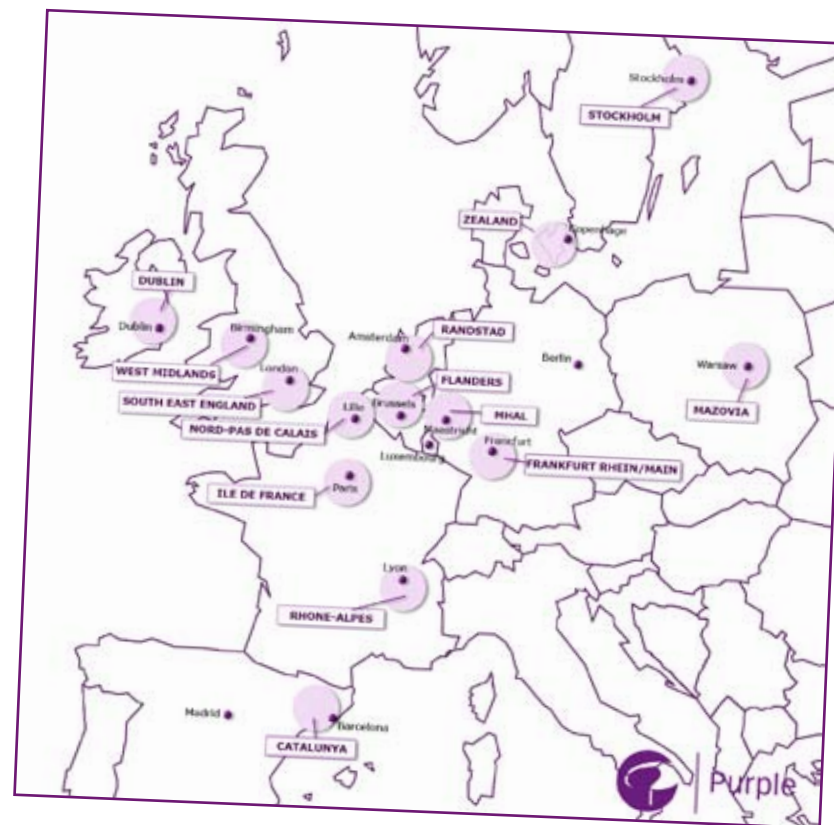 Stockholm
STOCKHOLM
ZEALAND
Copenhage
DUBLIN
Dublin
Birmingham
Amsterdam
RANDSTAD
Berlin
Warsaw
WEST MIDLANDS
London
FLANDERS
SOUTH EAST ENGLAND
Lille
Brussels
MHAL
MAZOVIA
NORD-PAS DE CALAIS
Maestricht
Luxembourg
Frankfurt
FRANKFURT RHEIN/MAIN
ILE DE FRANCE
Paris
Lyon
RHONE-ALPES
Madrid
Barcelona
CATALUNYA
Purple